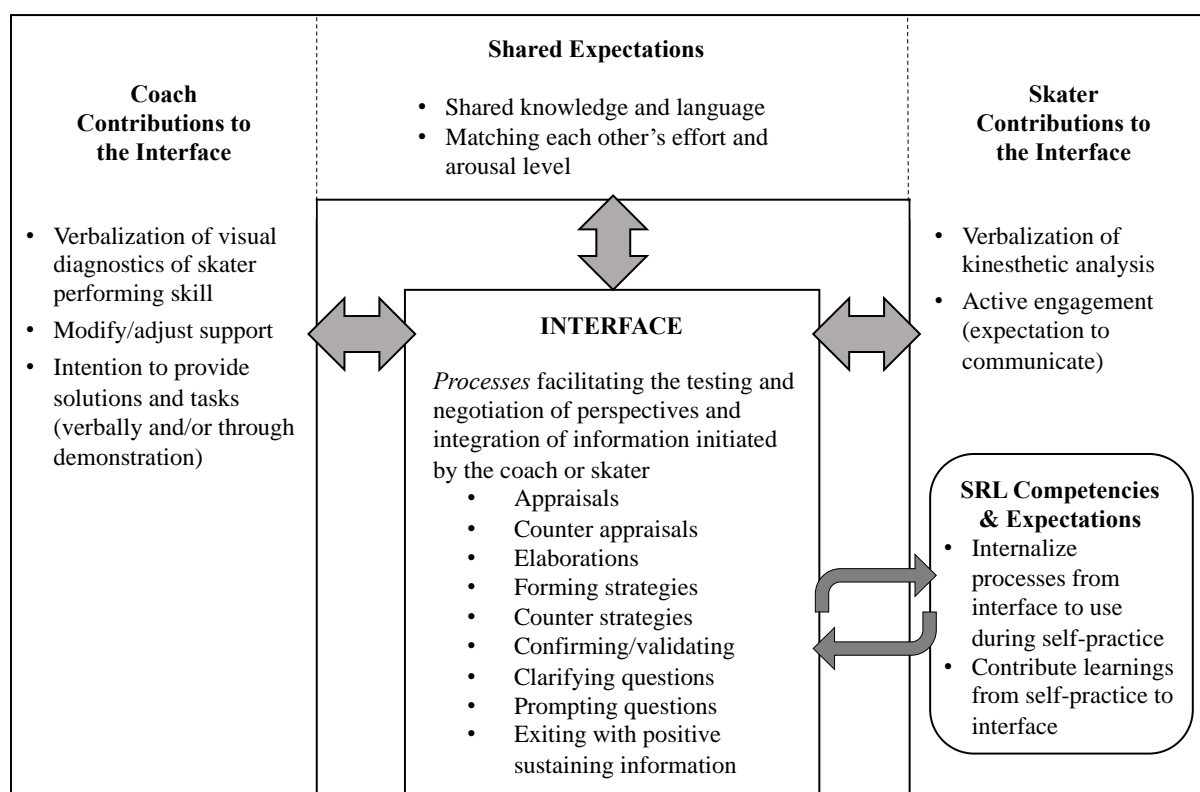 Shared Expectations
• Shared knowledge and language
• Matching each other’s effort and
arousal level
Coach
Contributions to
the Interface
• Verbalization of visual
diagnostics of skater
performing skill
• Modify/adjust support
• Intention to provide
solutions and tasks
(verbally and/or through
demonstration)
INTERFACE
Processes facilitating the testing and
negotiation of perspectives and
integration of information initiated
by the coach or skater
• Appraisals
• Counter appraisals
• Elaborations
• Forming strategies
• Counter strategies
• Confirming/validating
• Clarifying questions
• Prompting questions
• Exiting with positive
sustaining information
Skater
Contributions to
the Interface
• Verbalization of
kinesthetic analysis
• Active engagement
(expectation to
communicate)
SRL Competencies
& Expectations
• Internalize
processes from
interface to use
during self-practice
• Contribute learnings
from self-practice to
interface